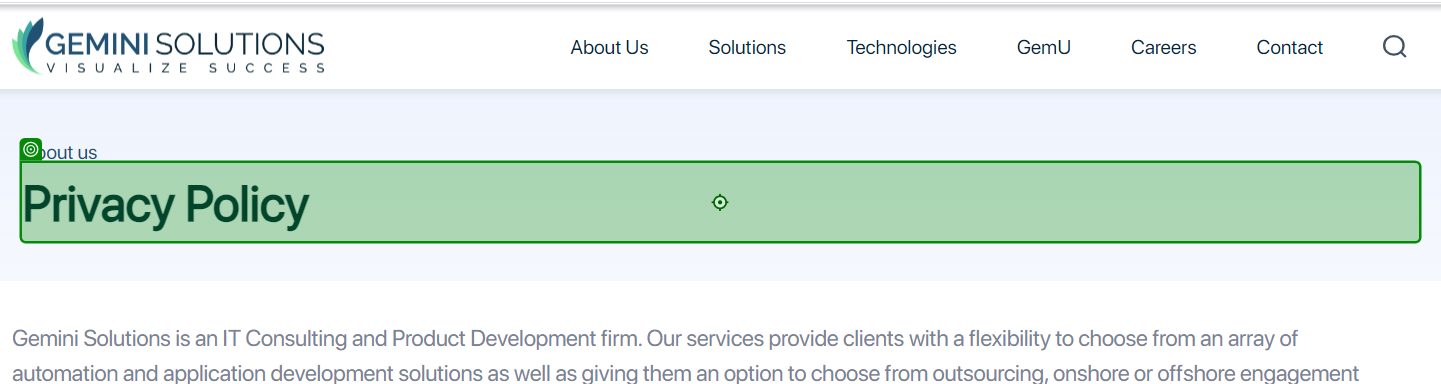 GEMINI SOLUTIONS
VISUALIZE SUCCESS
About Us Solutions Technologies GemU Careers Contact
bout us
Privacy Policy
Gemini Solutions is an IT Consulting and Product Development firm. Our services provide clients with a flexibility to choose from an array of
automation and application development solutions as well as giving them an option to choose from outsourcing, onshore or offshore engagement